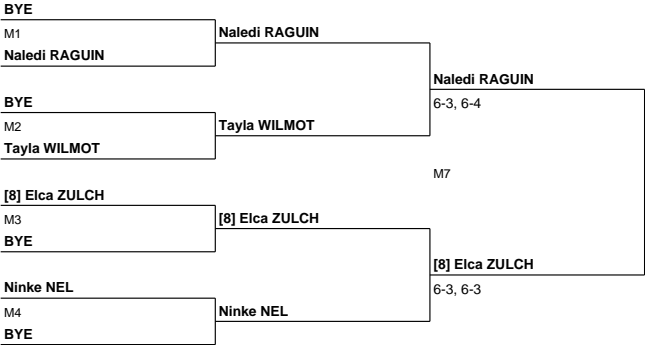 BYE
M1
Naledi RAGUIN
Naledi RAGUIN
BYE
M2
Tayla WILMOT
Tayla WILMOT
Naledi RAGUIN
6-3, 6-4
M7
[8] Elca ZULCH
M3
BYE
[8] Elca ZULCH
Ninke NEL
M4
BYE
Ninke NEL
[8] Elca ZULCH
6-3, 6-3